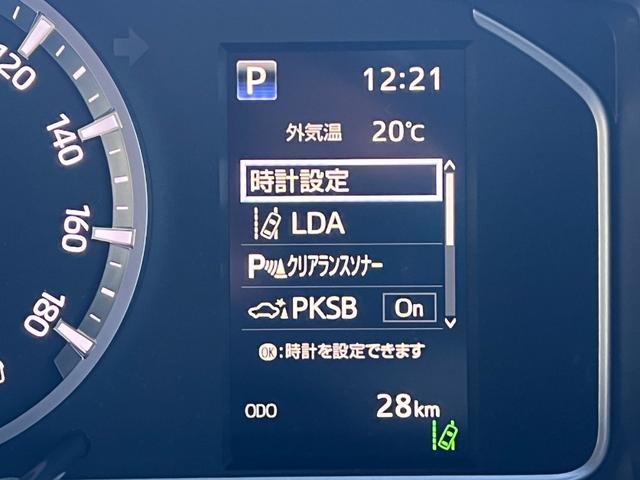 120
140
160
180
P 12:21
外気温 20℃
時計設定
LDA
Pクリアランスソナー
PKSB On
OK:時計を設定できます
ODO 28km